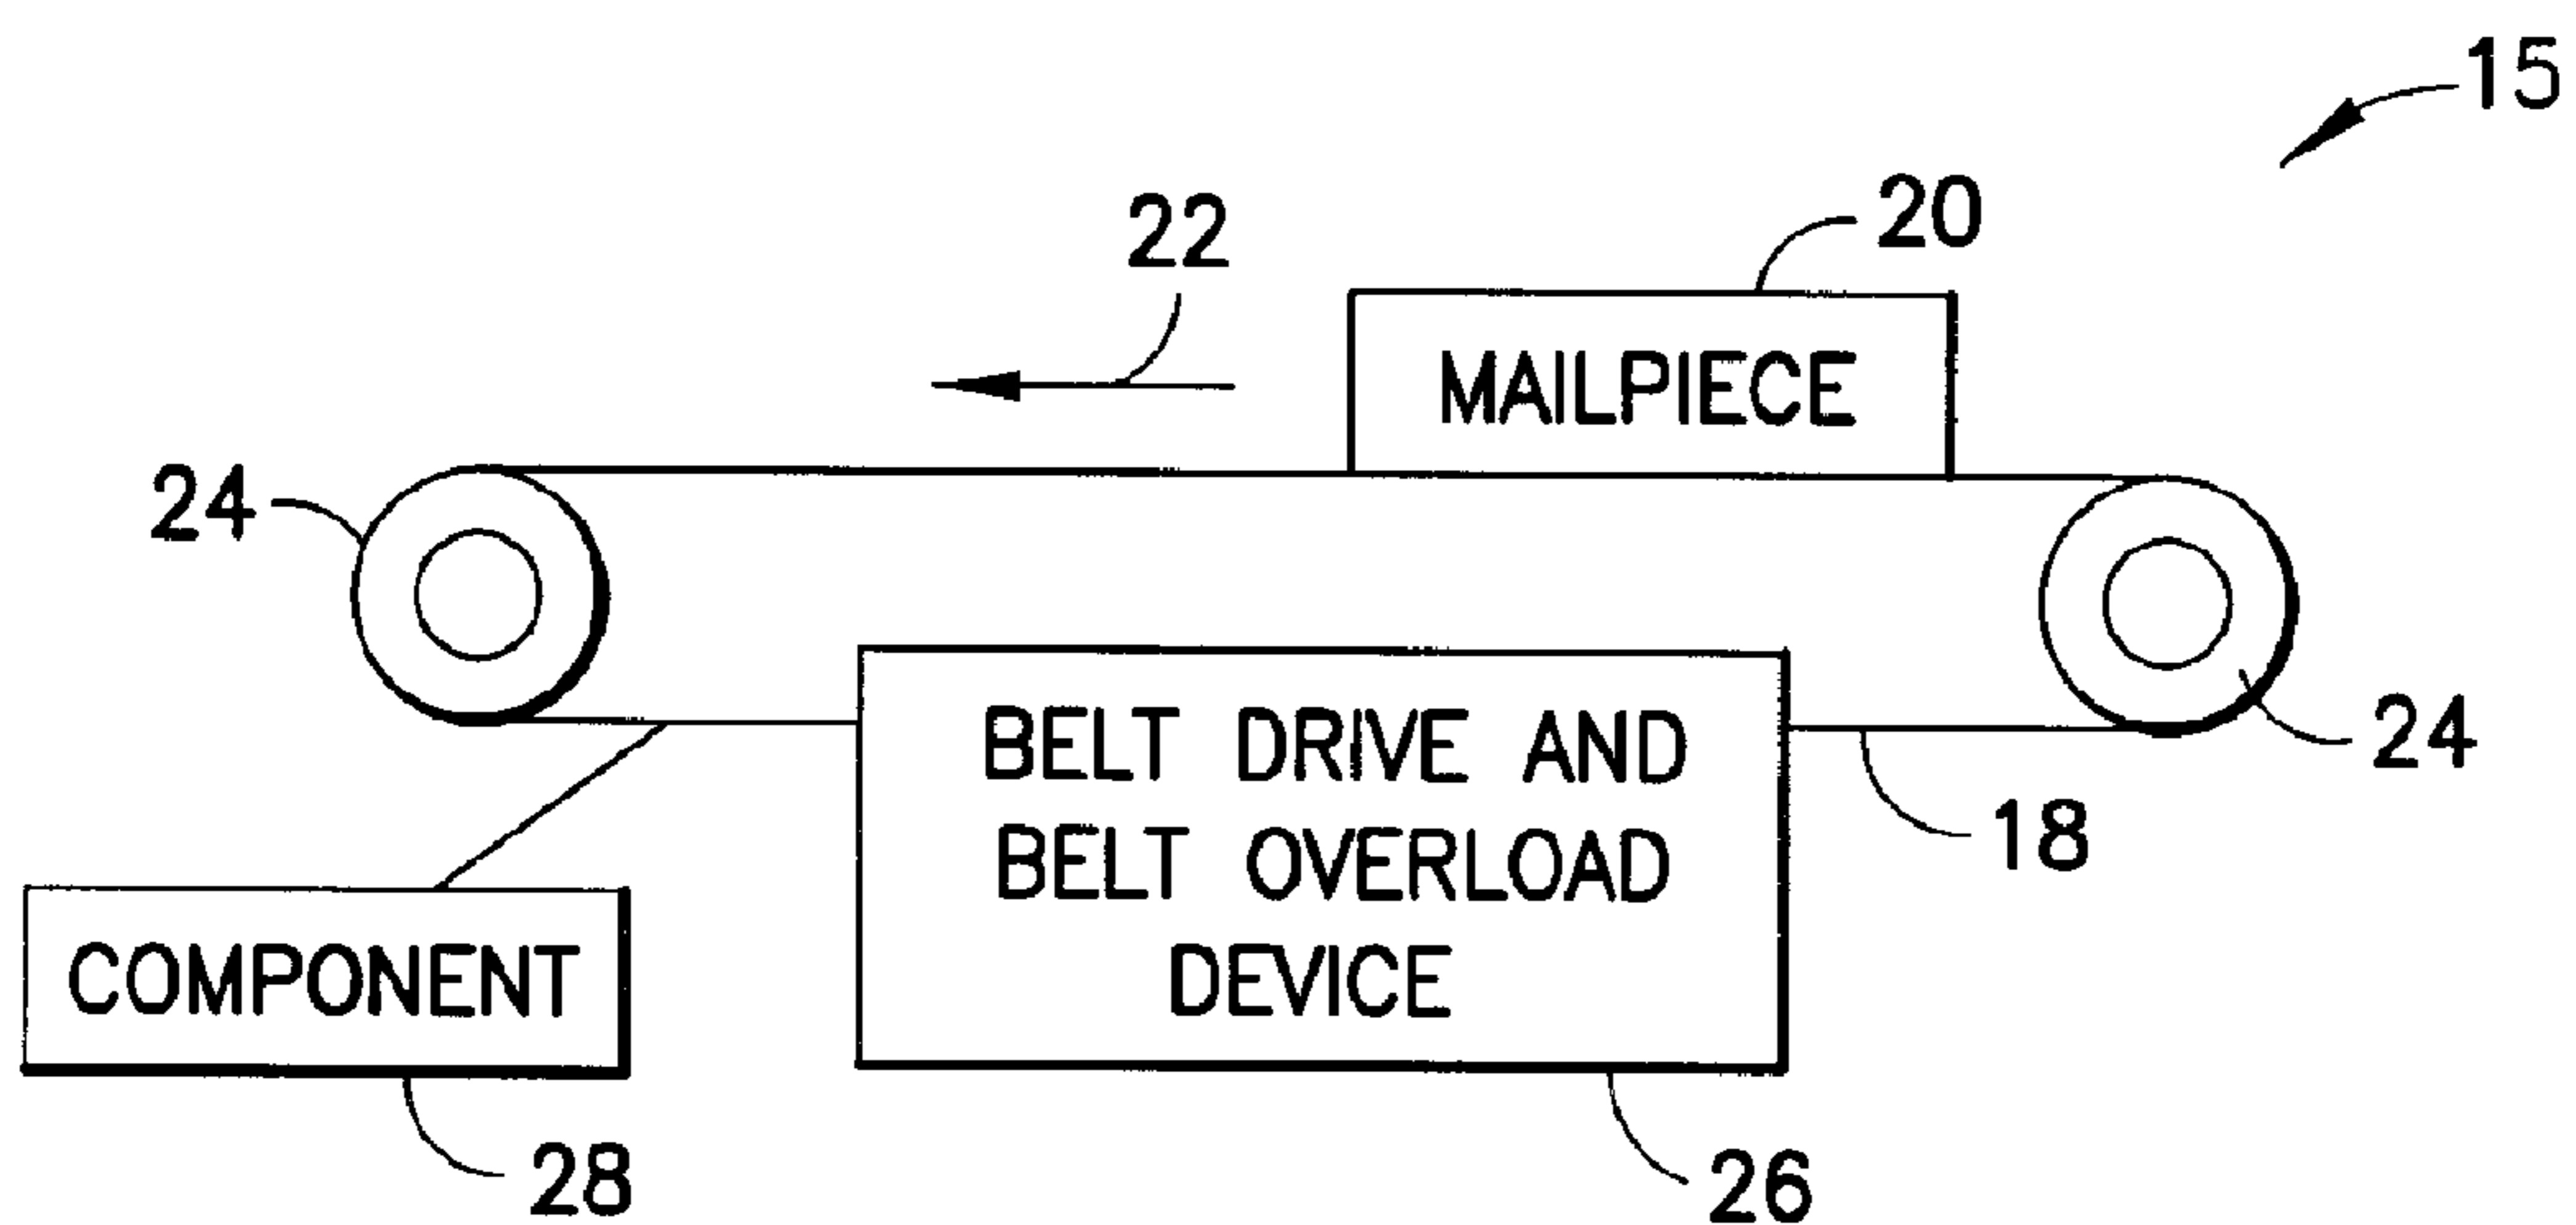 15
20
22
MAILPIECE
24
24
BELT DRIVE AND
BELT OVERLOAD
DEVICE
18
COMPONENT
28
26